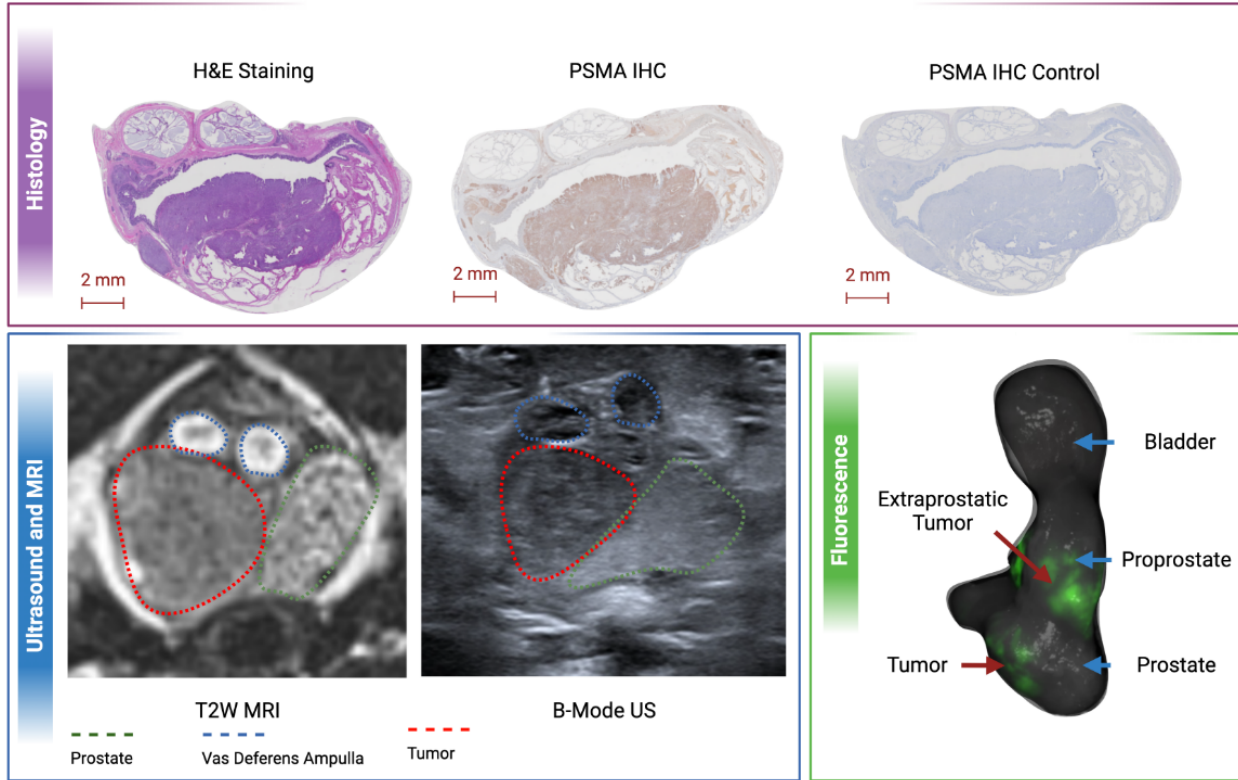 Histology
H&E Staining
PSMA IHC
PSMA IHC Control
2 mm
2 mm
2 mm
Ultrasound and MRI
T2W MRI
B-Mode US
Prostate
Vas Deferens Ampulla
Tumor
Fluorescence
Bladder
Extraprostatic
Tumor
Proprostate
Tumor
Prostate